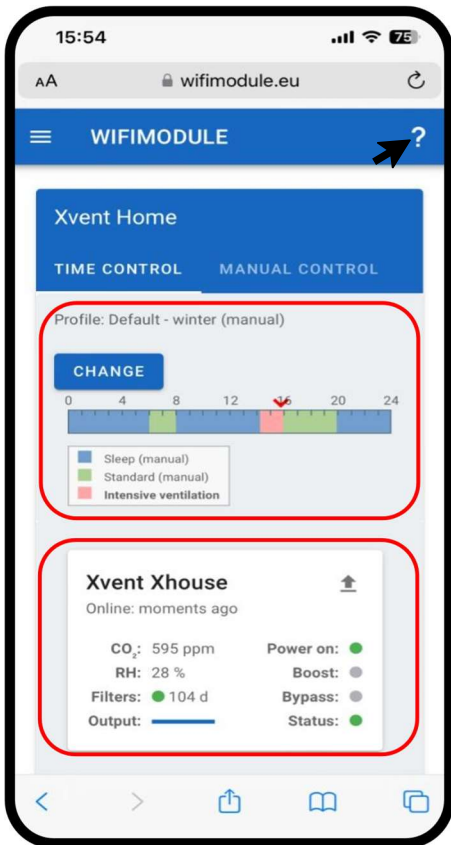 15:54
75
AA wifimodule.eu
WIFIMODULE ?
Xvent Home
TIME CONTROL MANUAL CONTROL
Profile: Default - winter (manual)
CHANGE
0 4 8 12 16 20 24
Sleep (manual)
Standard (manual)
Intensive ventilation
Xvent Xhouse
Online: moments ago
CO₂: 595 ppm Power on:
RH: 28 % Boost:
Filters: 104 d Bypass:
Output: Status: